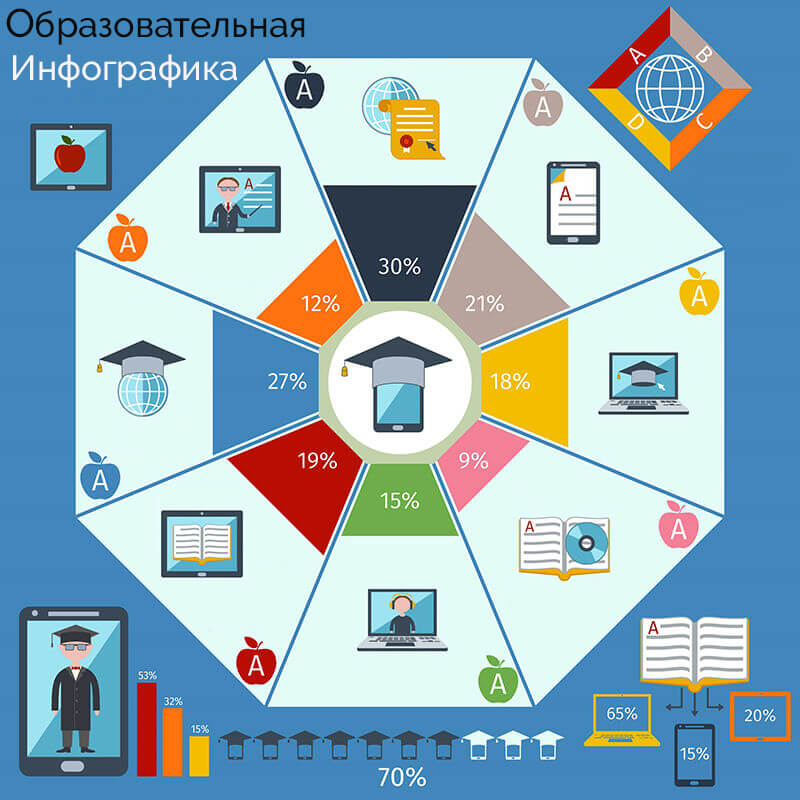 Образовательная
Инфографика
A
B
C
D
A
A
A
A
A
A
30%
12%
21%
A
27%
18%
19%
15%
9%
A
A
A
A
A
A
53%
32%
15%
65%
20%
15%
70%